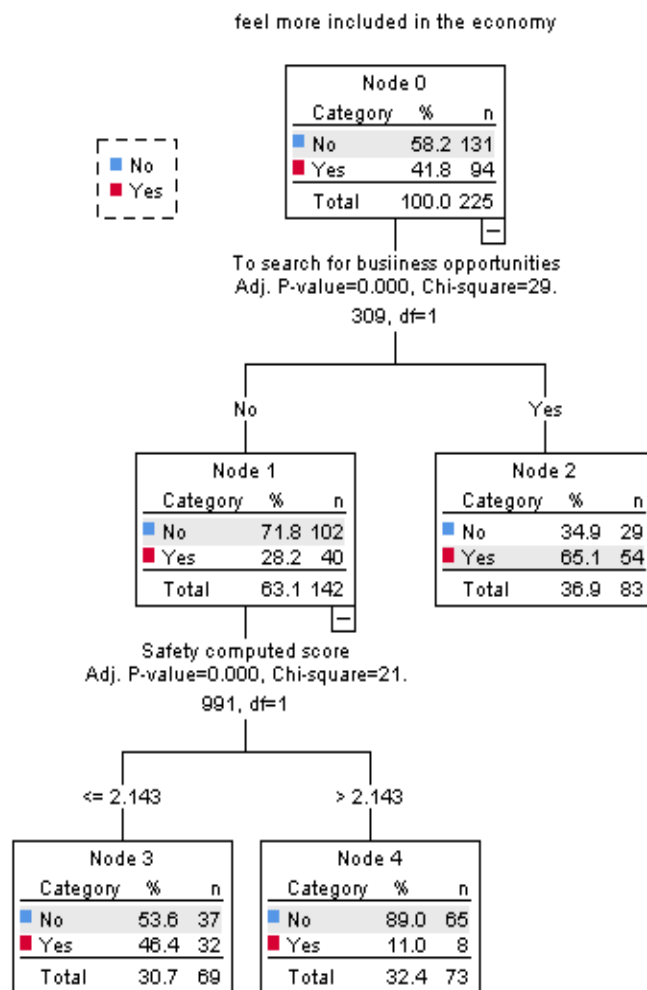 feel more included in the economy
Node 0
Category % n
No 58.2 131
Yes 41.8 94
Total 100.0 225
No
Yes
To search for busiiness opportunities
Adj. P-value=0.000, Chi-square=29.
309, df=1
No
Yes
Node 1
Category % n
No 71.8 102
Yes 28.2 40
Total 63.1 142
Node 2
Category % n
No 34.9 29
Yes 65.1 54
Total 36.9 83
Safety computed score
Adj. P-value=0.000, Chi-square=21.
991, df=1
<= 2.143
> 2.143
Node 3
Category % n
No 53.6 37
Yes 46.4 32
Total 30.7 69
Node 4
Category % n
No 89.0 65
Yes 11.0 8
Total 32.4 73